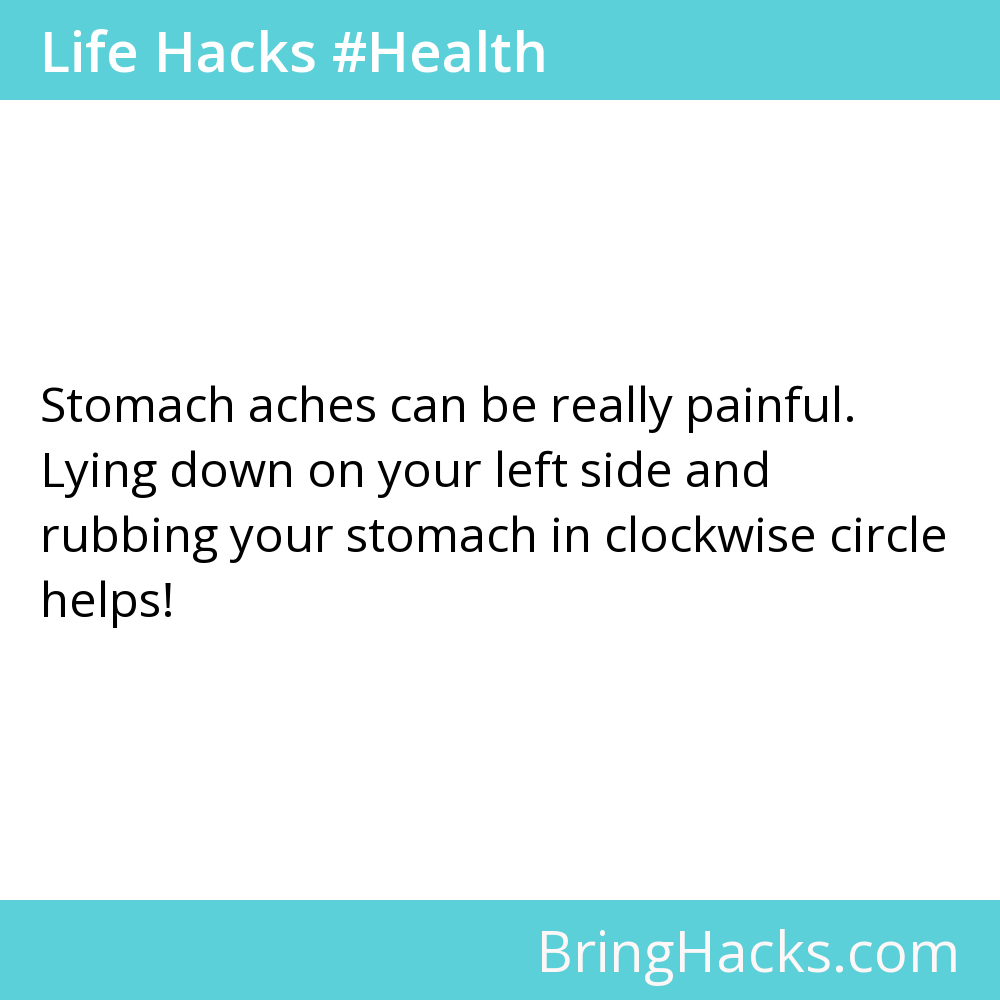 Life Hacks #Health
Stomach aches can be really painful.
Lying down on your left side and
rubbing your stomach in clockwise circle
helps!
BringHacks.com